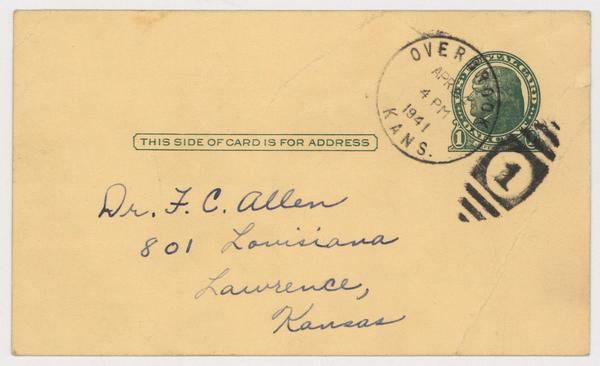 OVERBROOK
APR
4 PM
1941
KANS.
1
THIS SIDE OF CARD IS FOR ADDRESS
1
Dr. F. C. Allen
801 Louisiana
Lawrence,
Kansas